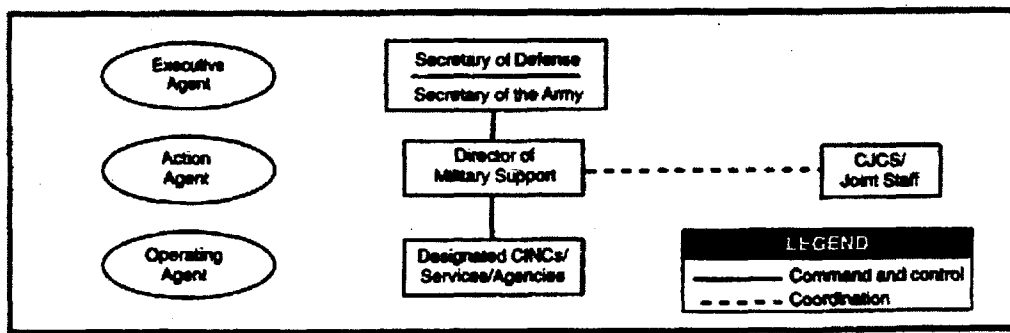 Executive
Agent
Secretary of Defense
Secretary of the Army
Action
Agent
Director of
Military Support
CJCS/
Joint Staff
Operating
Agent
Designated CINCs/
Services/Agencies
LEGEND
Command and control
Coordination